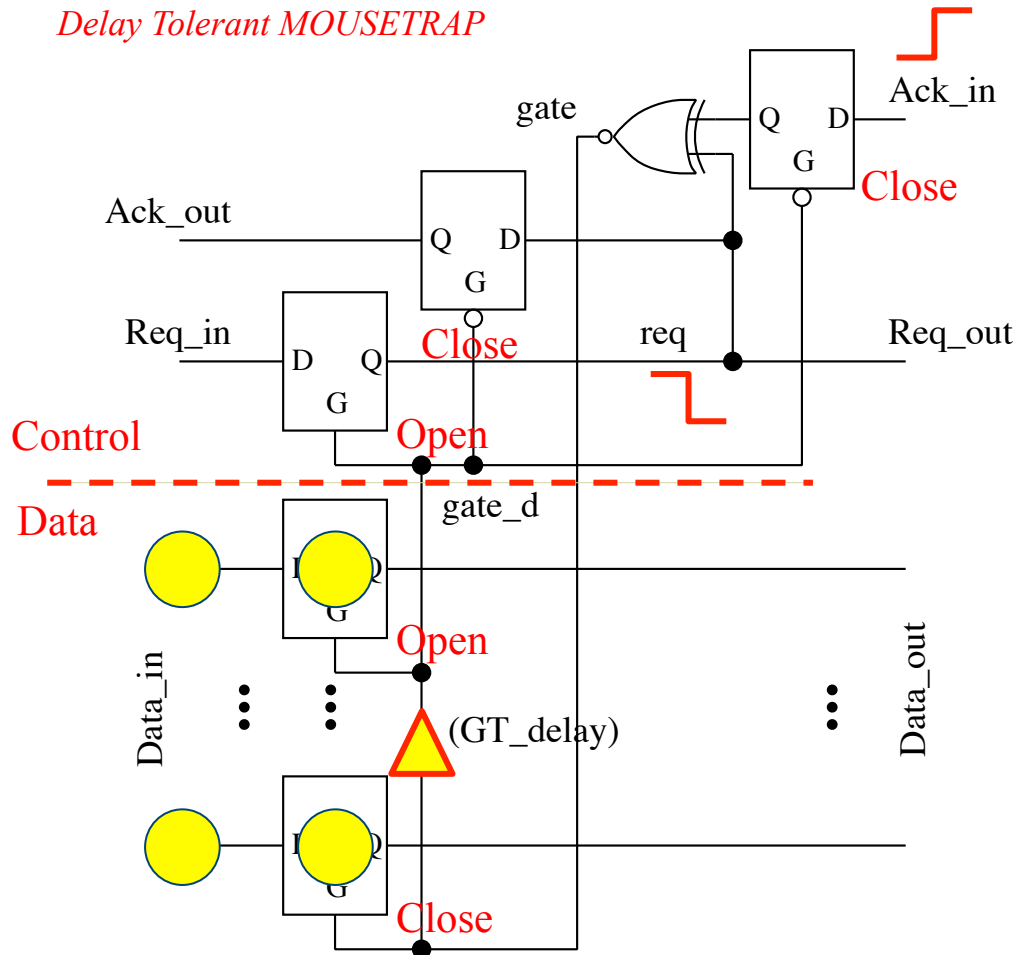 Delay Tolerant MOUSETRAP
Ack_in
gate
Q D
G
Close
Ack_out
Q D
G
Close
Req_in
D Q
G
req
Req_out
Control
Open
gate_d
Data
Q
G
Open
Data_in
(GT_delay)
Data_out
Q
G
Close